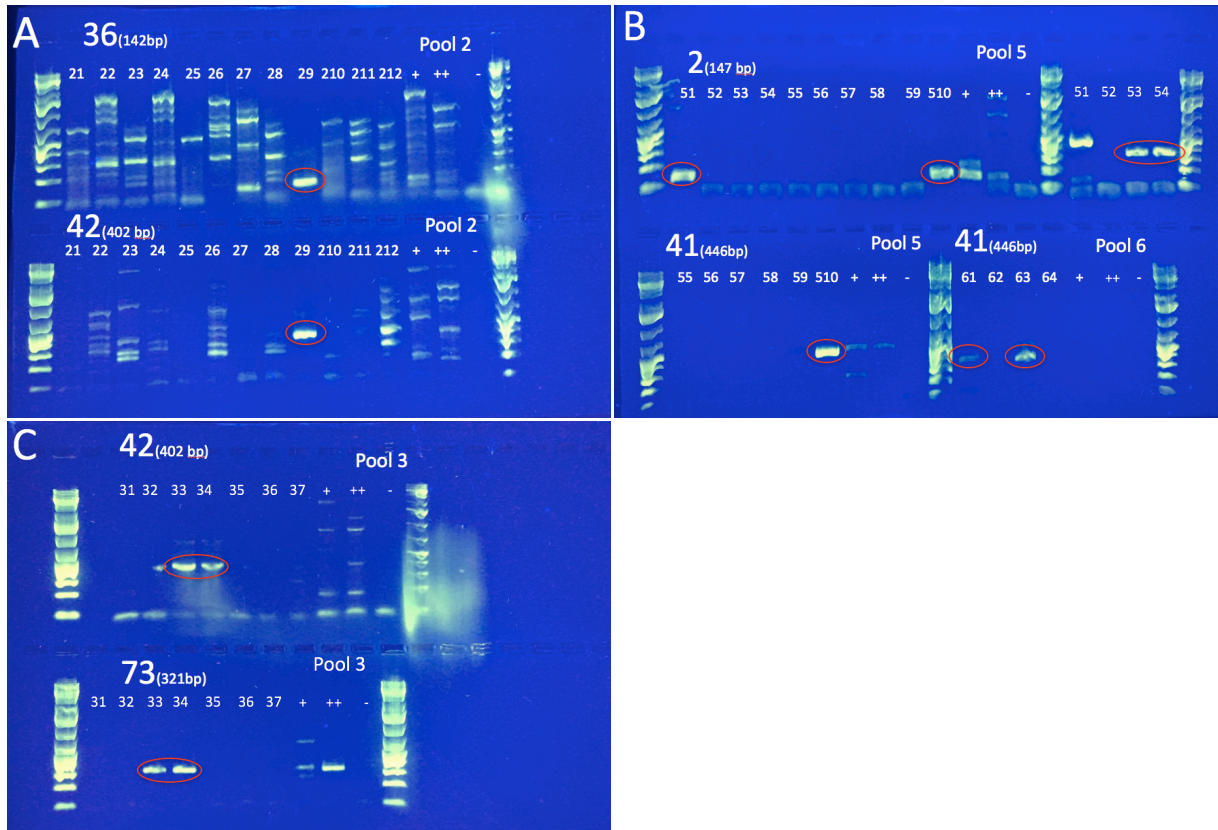 A
36(142bp)
Pool 2
21 22 23 24 25 26 27 28 29 210 211 212 + ++ -
42(402 bp)
Pool 2
21 22 23 24 25 26 27 28 29 210 211 212 + ++ -
B
2(147 bp)
Pool 5
51 52 53 54 55 56 57 58 59 510 + ++ - 51 52 53 54
41(446bp)
Pool 5
41(446bp)
Pool 6
55 56 57 58 59 510 + ++ - 61 62 63 64 + ++ -
C
42(402 bp)
Pool 3
31 32 33 34 35 36 37 + ++ -
73(321bp)
Pool 3
31 32 33 34 35 36 37 + ++ -